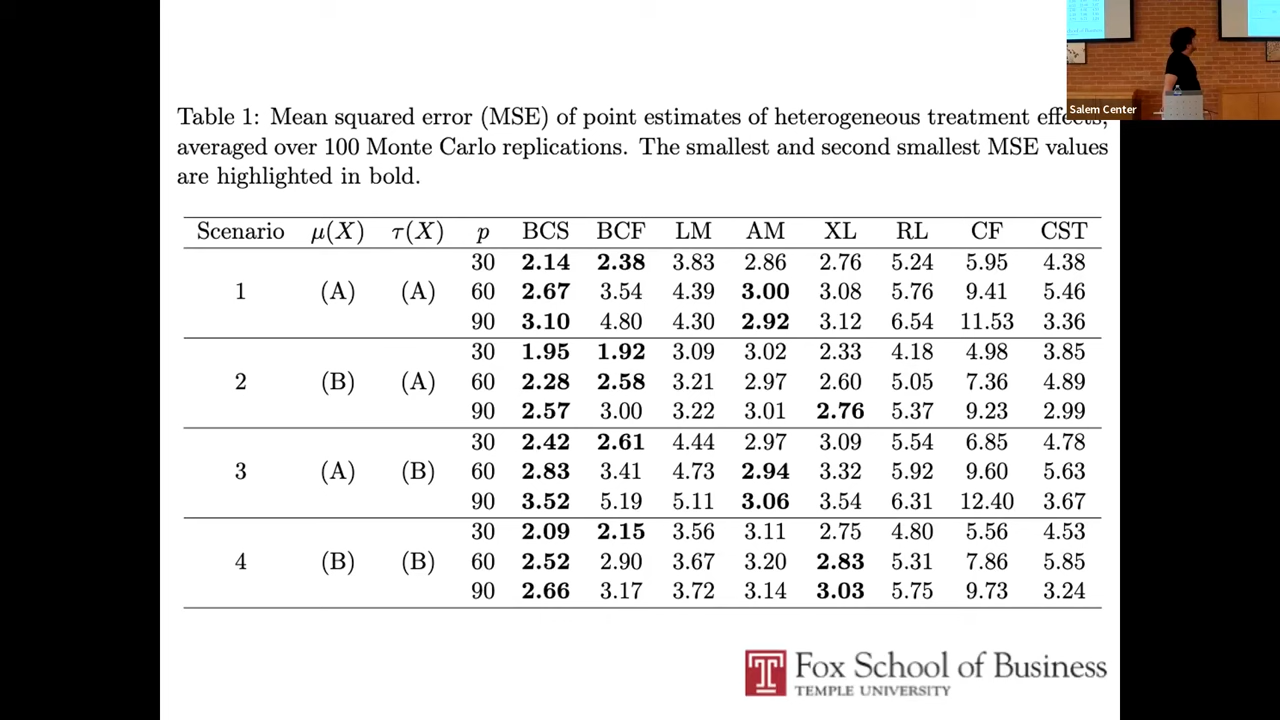 Salem Center
Table 1: Mean squared error (MSE) of point estimates of heterogeneous treatment effects,
averaged over 100 Monte Carlo replications. The smallest and second smallest MSE values
are highlighted in bold.
Scenario μ(X) τ(X) p BCS BCF LM AM XL RL CF CST
30 2.14 2.38 3.83 2.86 2.76 5.24 5.95 4.38
1 (A) (A) 60 2.67 3.54 4.39 3.00 3.08 5.76 9.41 5.46
90 3.10 4.80 4.30 2.92 3.12 6.54 11.53 3.36
30 1.95 1.92 3.09 3.02 2.33 4.18 4.98 3.85
2 (B) (A) 60 2.28 2.58 3.21 2.97 2.60 5.05 7.36 4.89
90 2.57 3.00 3.22 3.01 2.76 5.37 9.23 2.99
30 2.42 2.61 4.44 2.97 3.09 5.54 6.85 4.78
3 (A) (B) 60 2.83 3.41 4.73 2.94 3.32 5.92 9.60 5.63
90 3.52 5.19 5.11 3.06 3.54 6.31 12.40 3.67
30 2.09 2.15 3.56 3.11 2.75 4.80 5.56 4.53
4 (B) (B) 60 2.52 2.90 3.67 3.20 2.83 5.31 7.86 5.85
90 2.66 3.17 3.72 3.14 3.03 5.75 9.73 3.24
Fox School of Business
TEMPLE UNIVERSITY